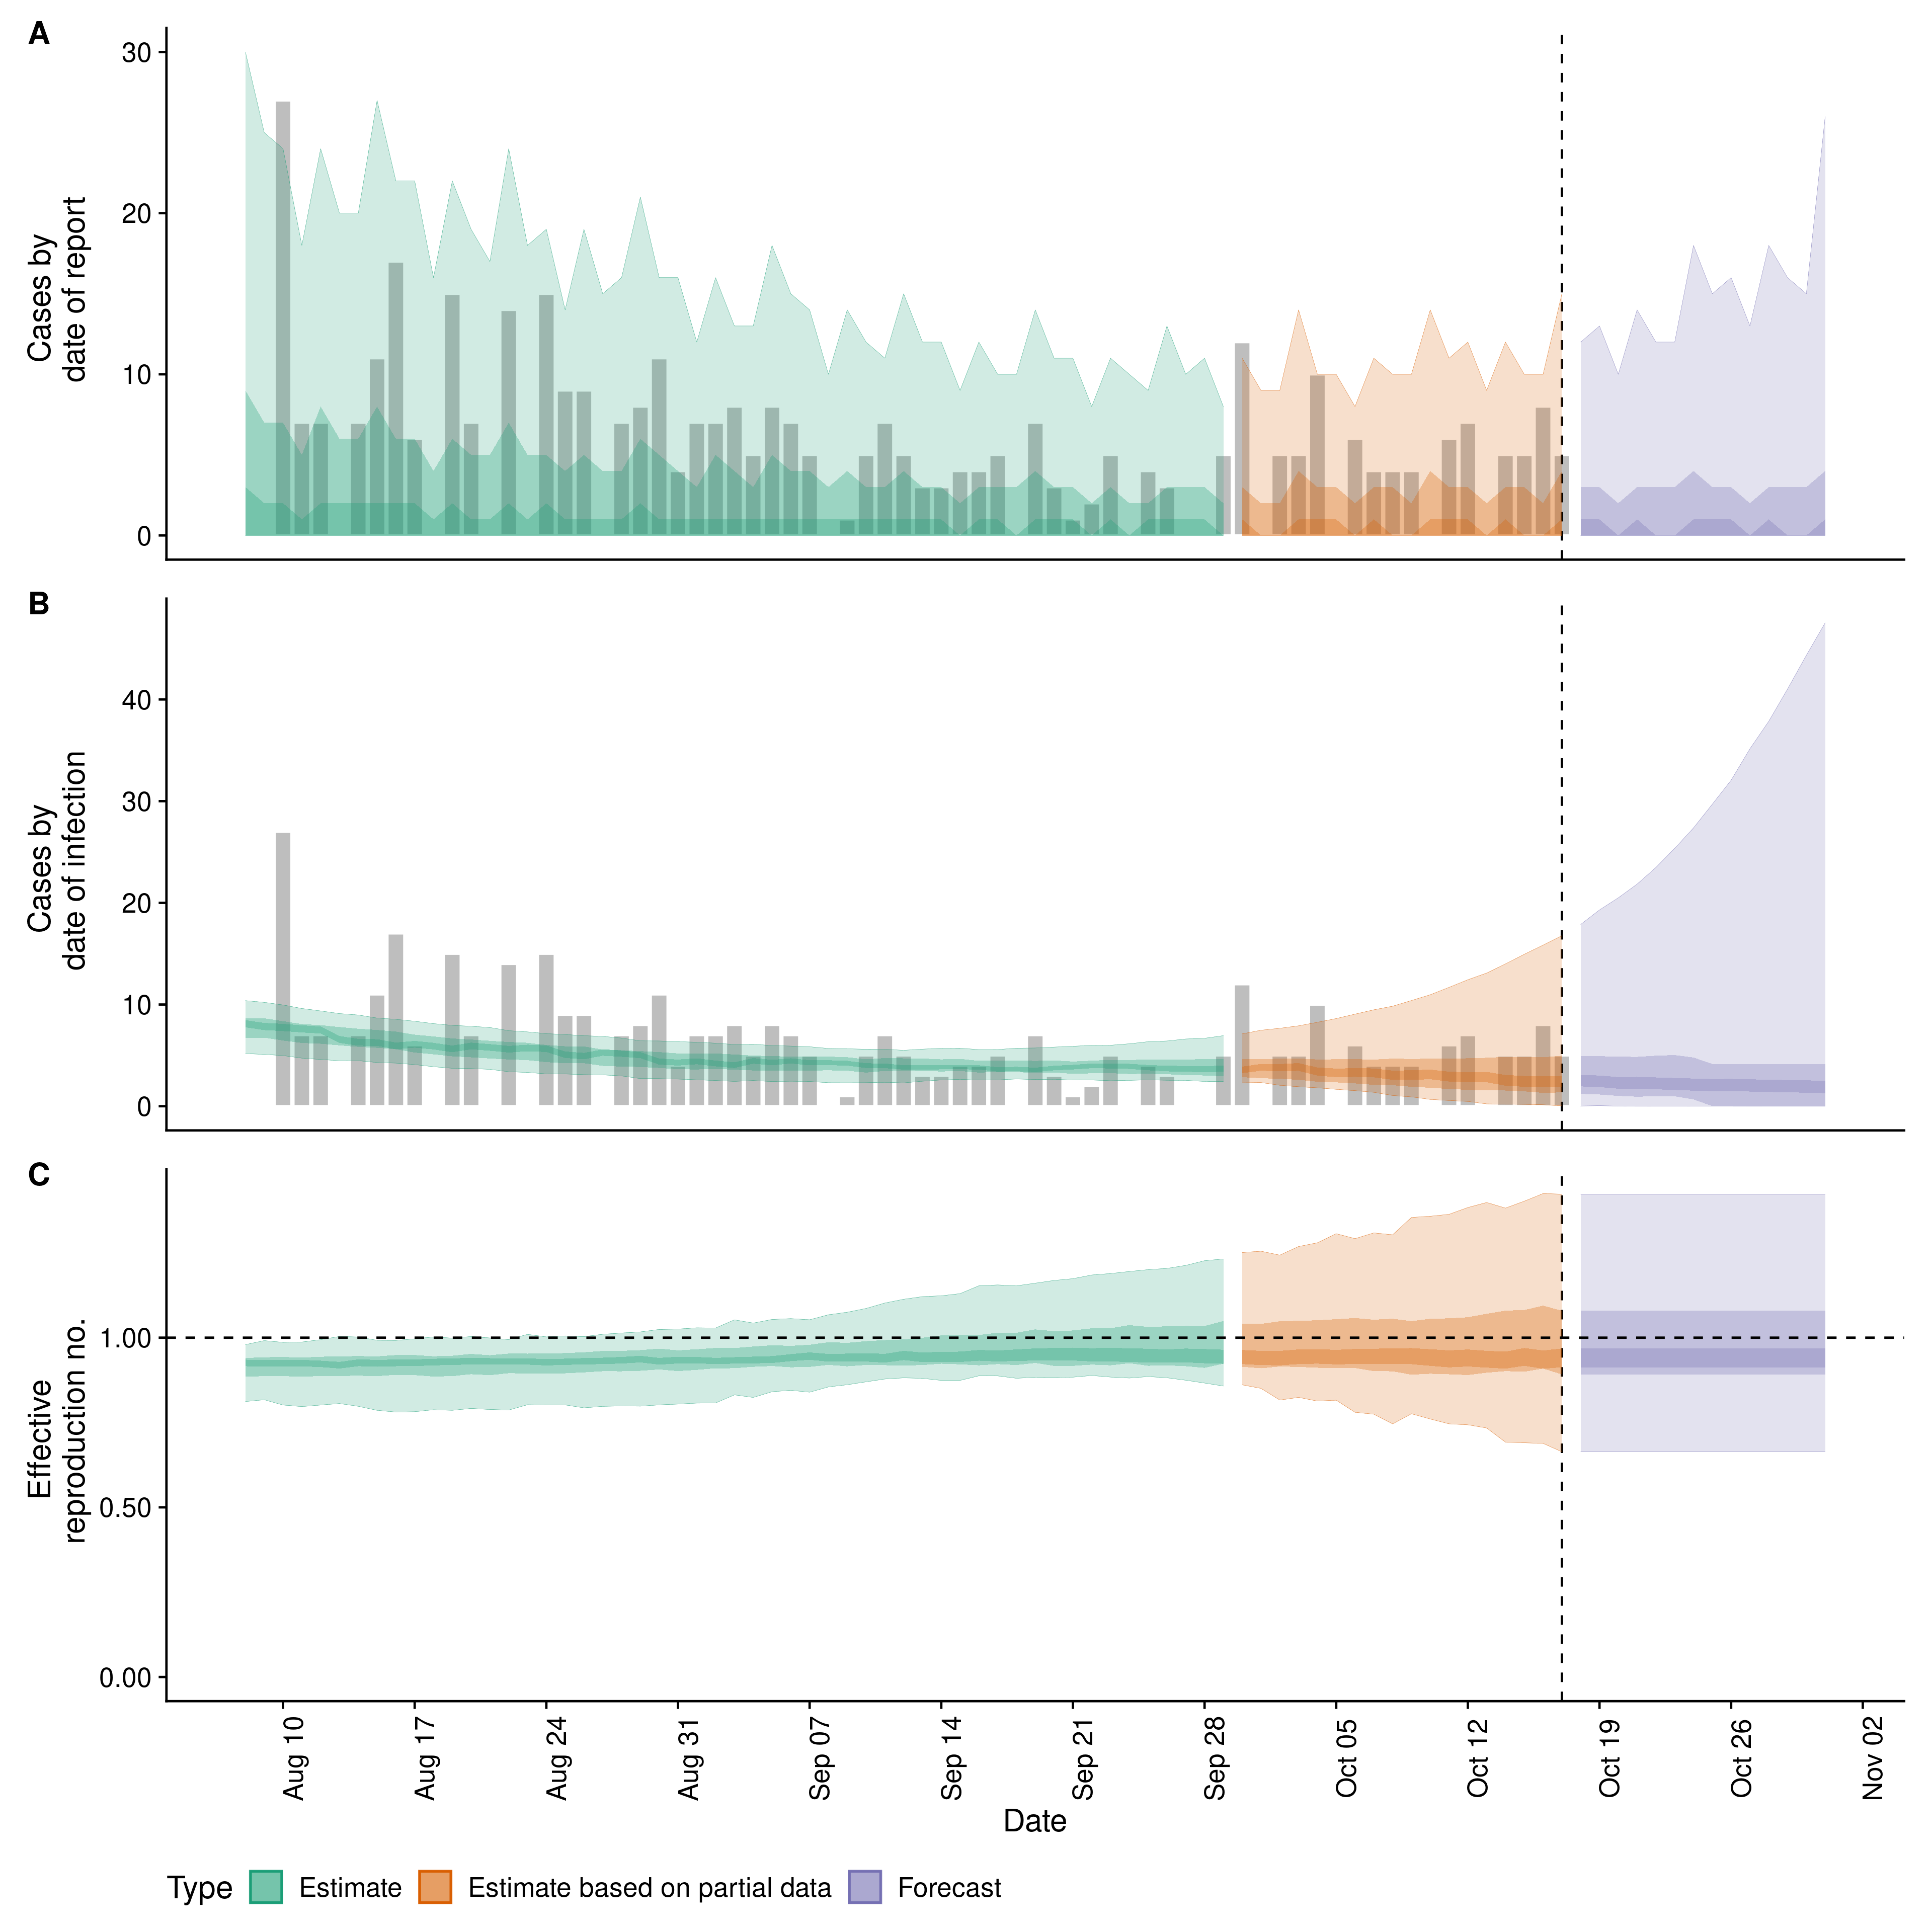 A
30
20
10
0
Cases by
date of report
B
40
30
20
10
0
Cases by
date of infection
C
1.00
0.50
0.00
Effective
reproduction no.
Aug 10
Aug 17
Aug 24
Aug 31
Sep 07
Sep 14
Sep 21
Sep 28
Oct 05
Oct 12
Oct 19
Oct 26
Nov 02
Date
Type Estimate Estimate based on partial data Forecast